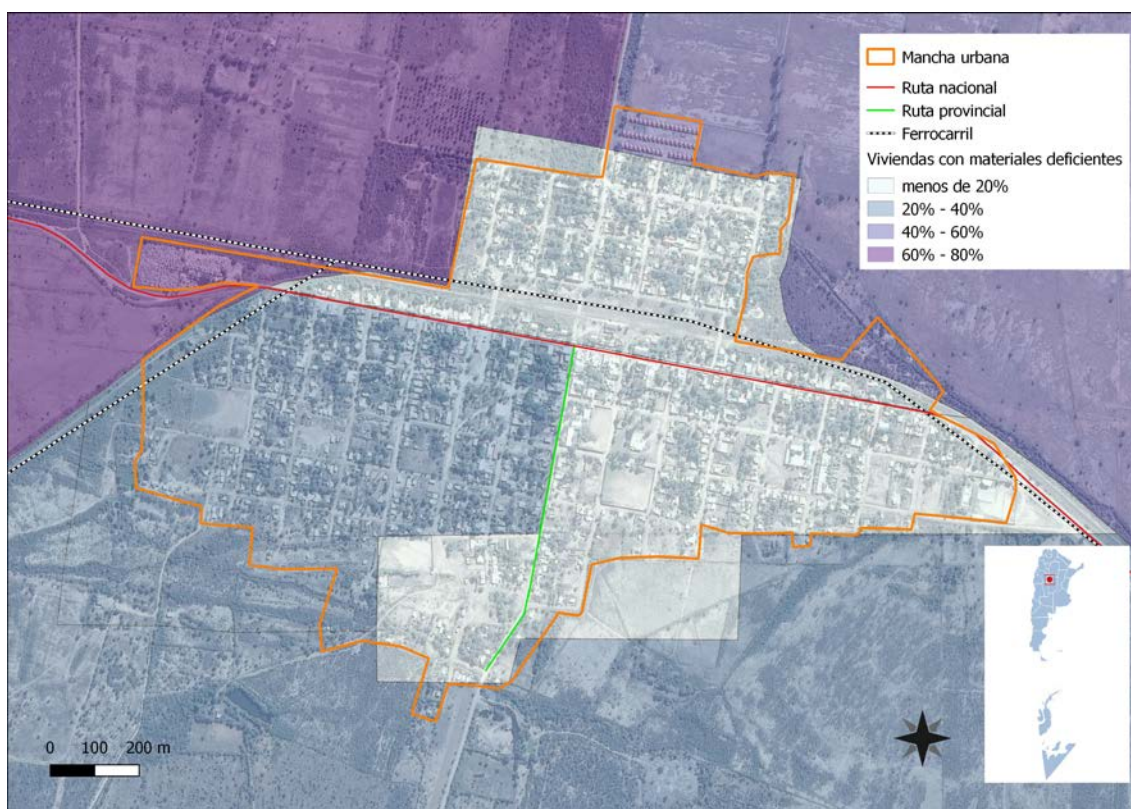 Mancha urbana
Ruta nacional
Ruta provincial
Ferrocarril
Viviendas con materiales deficientes
menos de 20%
20% - 40%
40% - 60%
60% - 80%
0 100 200 m